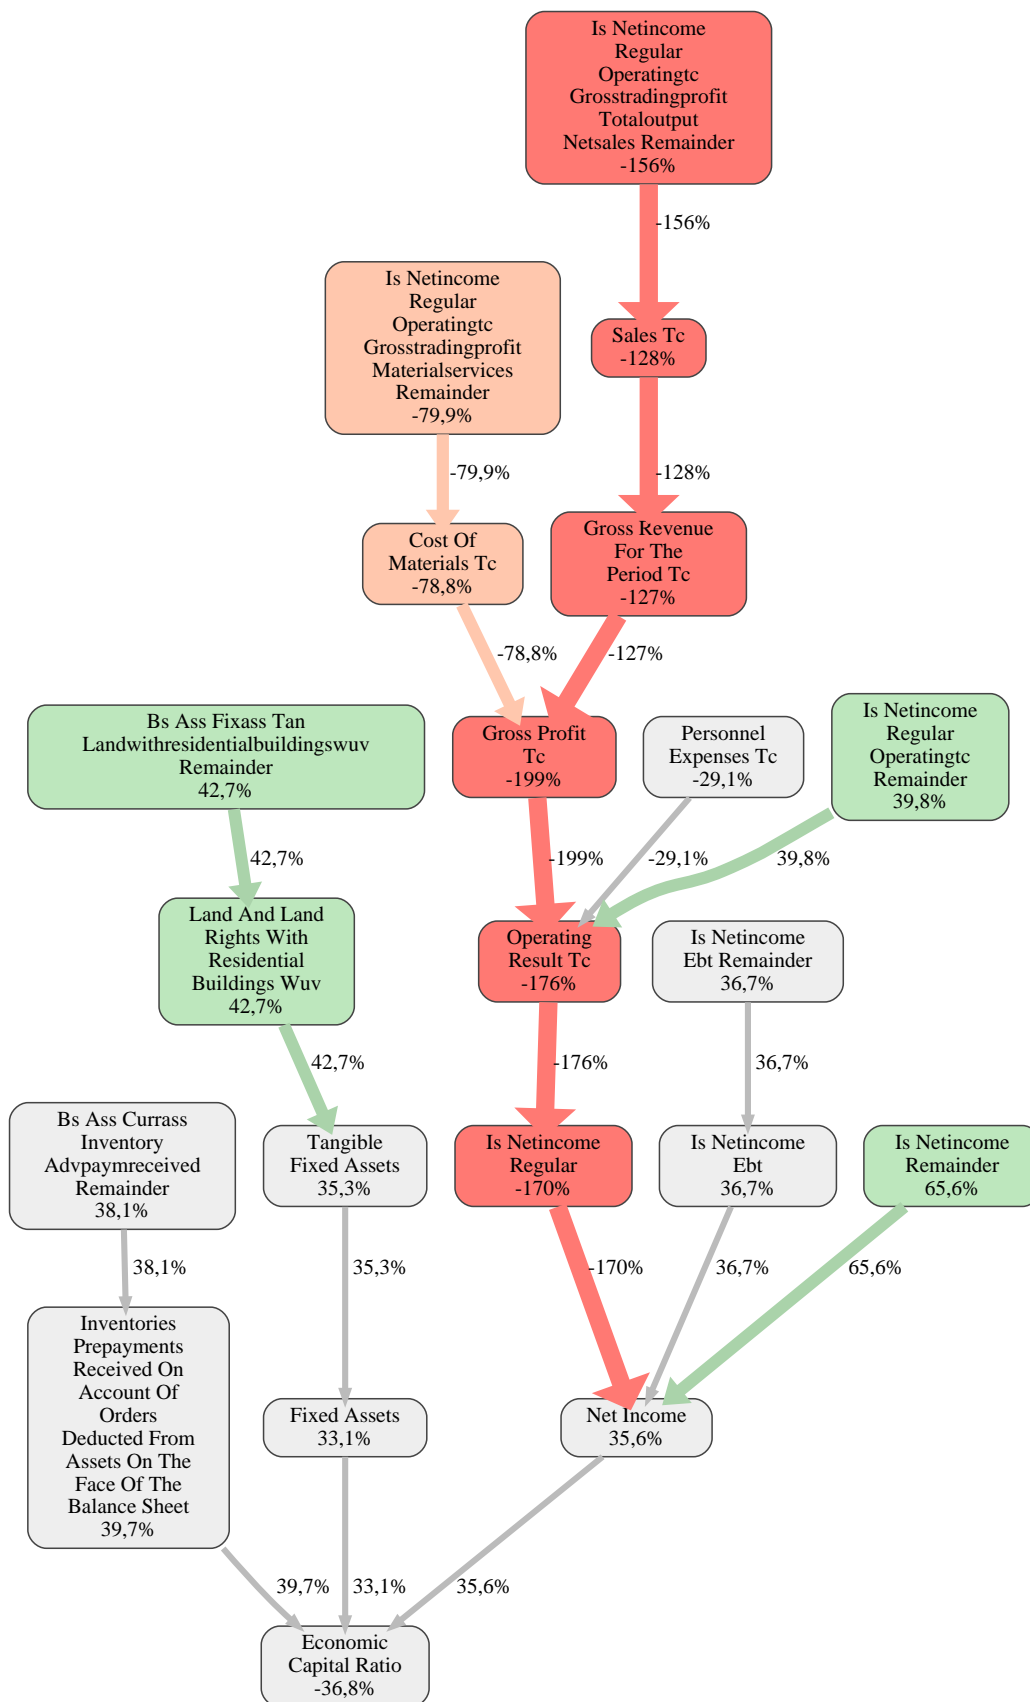 Is Netincome
Regular
Operatingtc
Grosstradingprofit
Totaloutput
Netsales Remainder
-156%
-156%
Is Netincome
Regular
Operatingtc
Grosstradingprofit
Materialservices
Remainder
-79,9%
Sales Tc
-128%
-79,9%
-128%
Cost Of
Materials Tc
-78,8%
Gross Revenue
For The
Period Tc
-127%
-78,8%
-127%
Bs Ass Fixass Tan
Landwithresidentialbuildingswuv
Remainder
42,7%
Gross Profit
Tc
-199%
Personnel
Expenses Tc
-29,1%
Is Netincome
Regular
Operatingtc
Remainder
39,8%
42,7%
-199%
-29,1%
39,8%
Land And Land
Rights With
Residential
Buildings Wuv
42,7%
Operating
Result Tc
-176%
Is Netincome
Ebt Remainder
36,7%
42,7%
-176%
36,7%
Bs Ass Currass
Inventory
Advpaymreceived
Remainder
38,1%
Tangible
Fixed Assets
35,3%
Is Netincome
Regular
-170%
Is Netincome
Ebt
36,7%
Is Netincome
Remainder
65,6%
38,1%
35,3%
-170%
36,7%
65,6%
Inventories
Prepayments
Received On
Account Of
Orders
Deducted From
Assets On The
Face Of The
Balance Sheet
39,7%
Fixed Assets
33,1%
Net Income
35,6%
39,7%
33,1%
35,6%
Economic
Capital Ratio
-36,8%